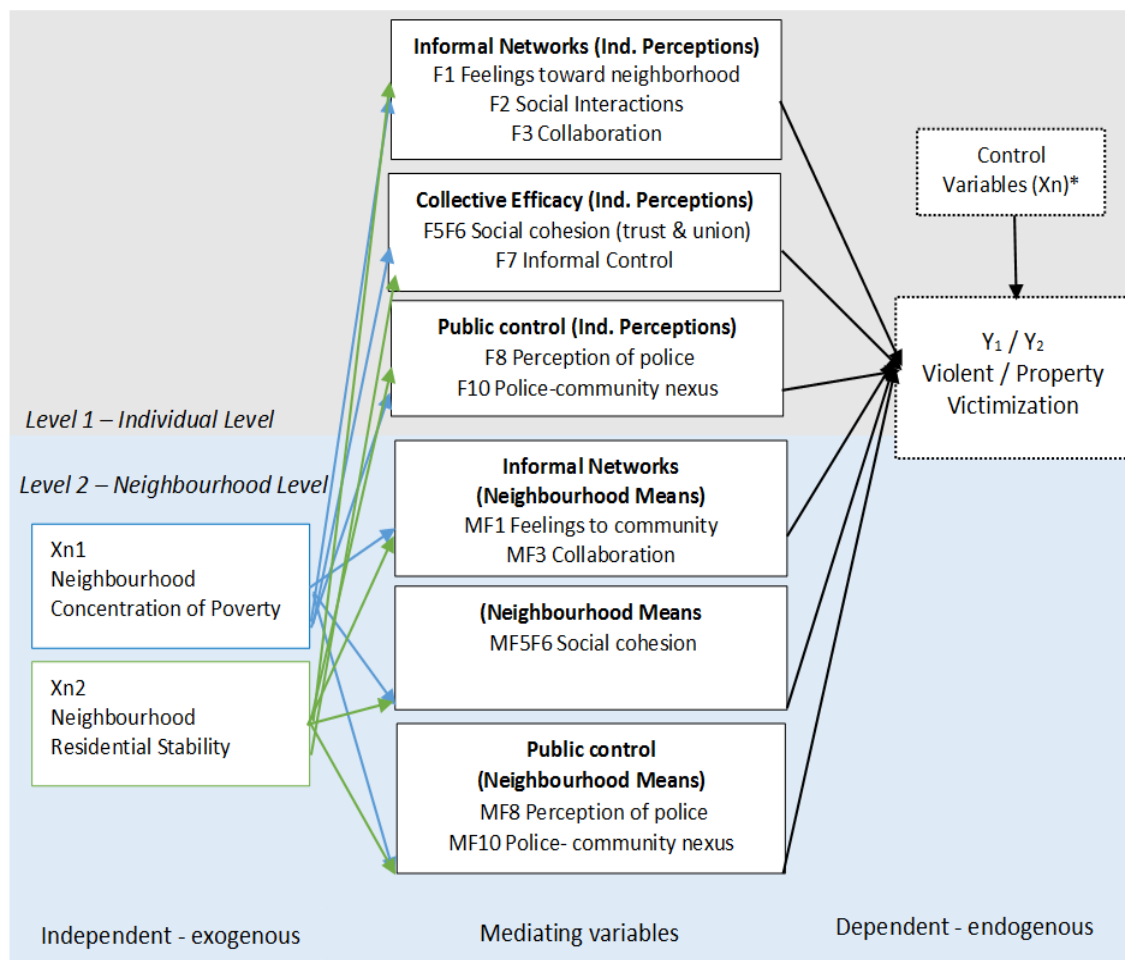 Informal Networks (Ind. Perceptions)
F1 Feelings toward neighborhood
F2 Social Interactions
F3 Collaboration
Control
Variables (Xn)*
Collective Efficacy (Ind. Perceptions)
F5F6 Social cohesion (trust & union)
F7 Informal Control
Public control (Ind. Perceptions)
F8 Perception of police
F10 Police-community nexus
Y₁ / Y₂
Violent / Property
Victimization
Level 1 – Individual Level
Level 2 – Neighbourhood Level
Informal Networks
(Neighbourhood Means)
MF1 Feelings to community
MF3 Collaboration
Xn1
Neighbourhood
Concentration of Poverty
(Neighbourhood Means
MF5F6 Social cohesion
Xn2
Neighbourhood
Residential Stability
Public control
(Neighbourhood Means)
MF8 Perception of police
MF10 Police- community nexus
Independent - exogenous
Mediating variables
Dependent - endogenous